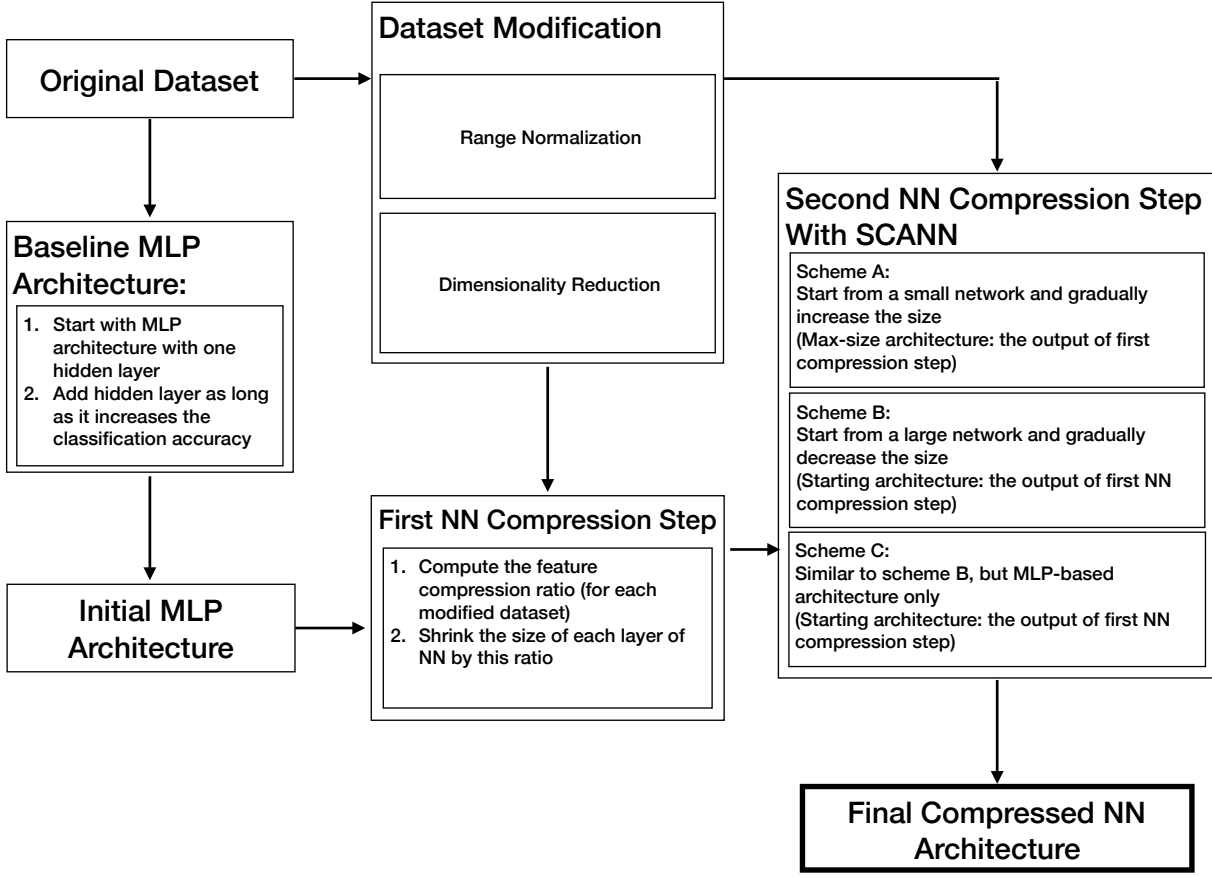 Original Dataset
Dataset Modification
Range Normalization
Dimensionality Reduction
Baseline MLP
Architecture:
1. Start with MLP
architecture with one
hidden layer
2. Add hidden layer as long
as it increases the
classification accuracy
Initial MLP
Architecture
First NN Compression Step
1. Compute the feature
compression ratio (for each
modified dataset)
2. Shrink the size of each layer of
NN by this ratio
Second NN Compression Step
With SCANN
Scheme A:
Start from a small network and gradually
increase the size
(Max-size architecture: the output of first
compression step)
Scheme B:
Start from a large network and gradually
decrease the size
(Starting architecture: the output of first NN
compression step)
Scheme C:
Similar to scheme B, but MLP-based
architecture only
(Starting architecture: the output of first NN
compression step)
Final Compressed NN
Architecture